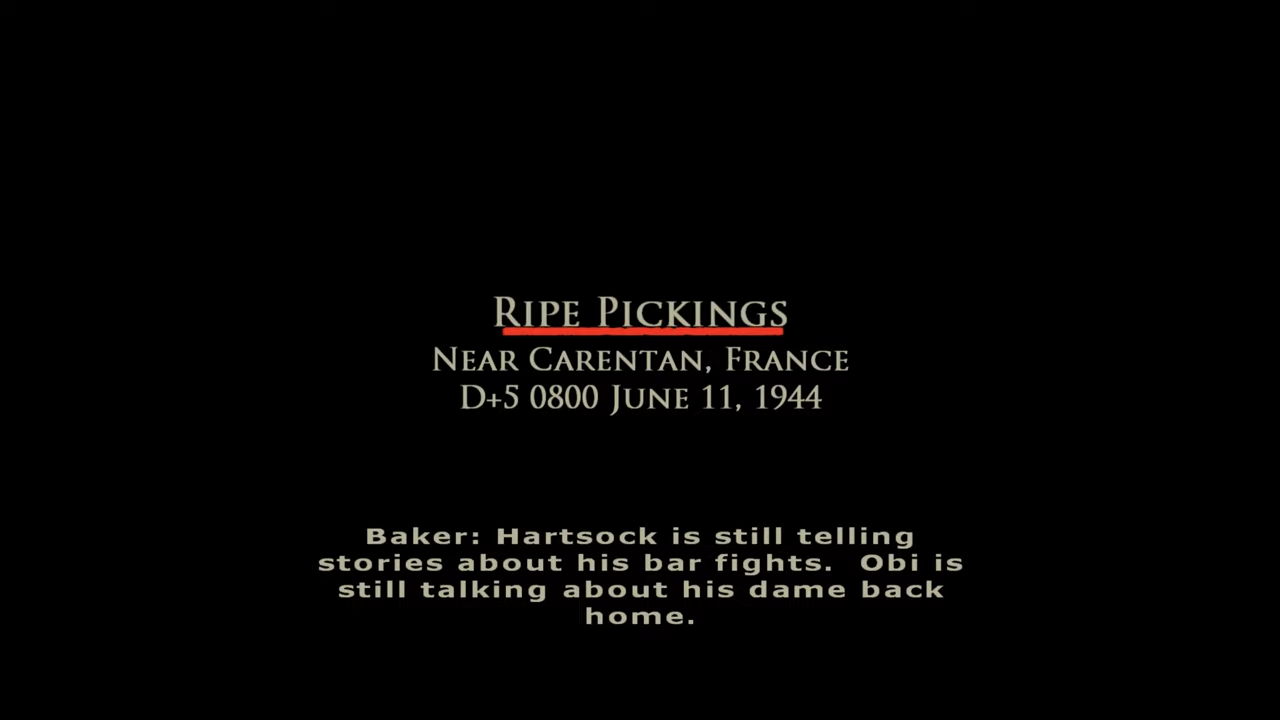 Ripe Pickings
Near Carentan, France
D+5 0800 June 11, 1944
Baker: Hartsock is still telling
stories about his bar fights.  Obi is
still talking about his dame back
home.